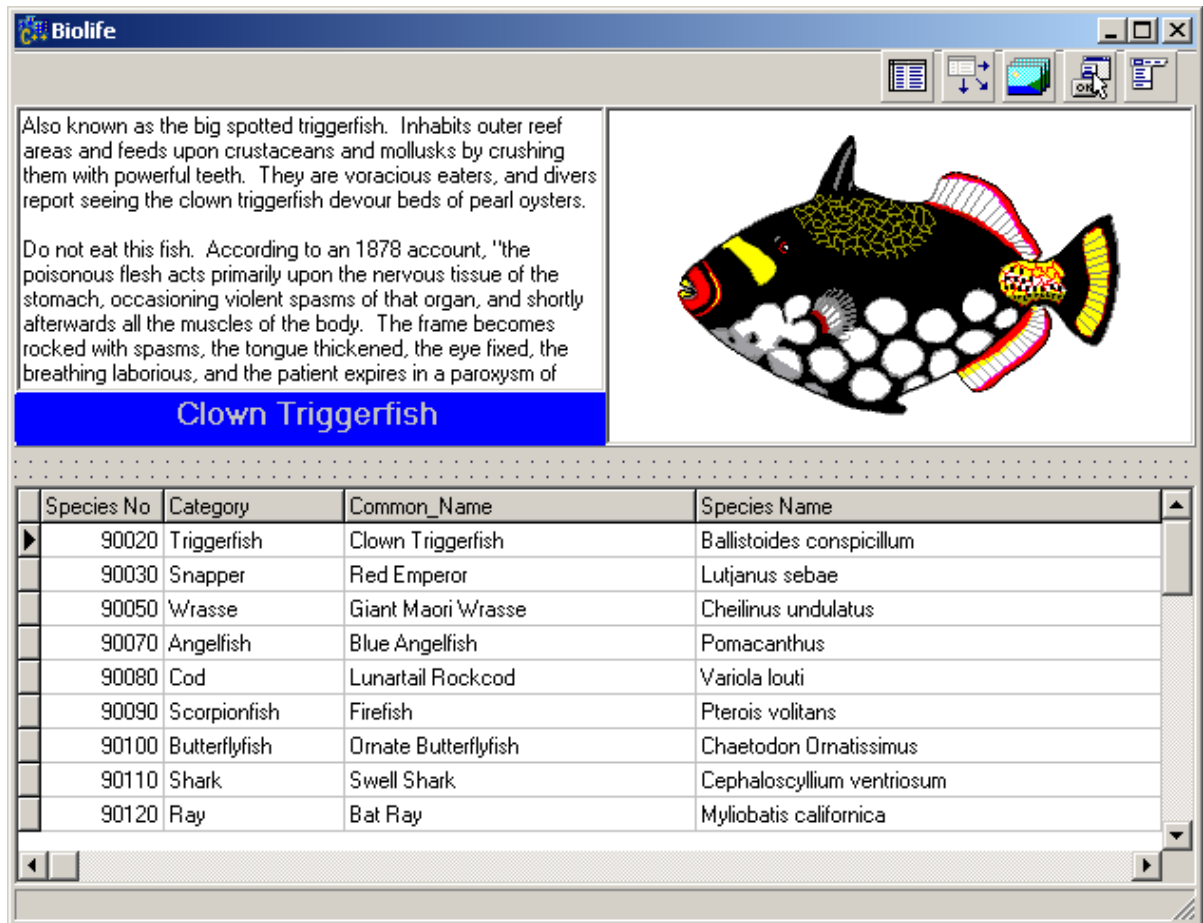 Biolife
Also known as the big spotted triggerfish.  Inhabits outer reef
areas and feeds upon crustaceans and mollusks by crushing
them with powerful teeth.  They are voracious eaters, and divers
report seeing the clown triggerfish devour beds of pearl oysters.
Do not eat this fish.  According to an 1878 account, "the
poisonous flesh acts primarily upon the nervous tissue of the
stomach, occasioning violent spasms of that organ, and shortly
afterwards all the muscles of the body.  The frame becomes
rocked with spasms, the tongue thickened, the eye fixed, the
breathing laborious, and the patient expires in a paroxysm of
Clown Triggerfish
Species No Category Common_Name Species Name
90020 Triggerfish Clown Triggerfish Ballistoides conspicillum
90030 Snapper Red Emperor Lutjanus sebae
90050 Wrasse Giant Maori Wrasse Cheilinus undulatus
90070 Angelfish Blue Angelfish Pomacanthus
90080 Cod Lunartail Rockcod Variola louti
90090 Scorpionfish Firefish Pterois volitans
90100 Butterflyfish Ornate Butterflyfish Chaetodon Ornatissimus
90110 Shark Swell Shark Cephaloscyllium ventriosum
90120 Ray Bat Ray Myliobatis californica